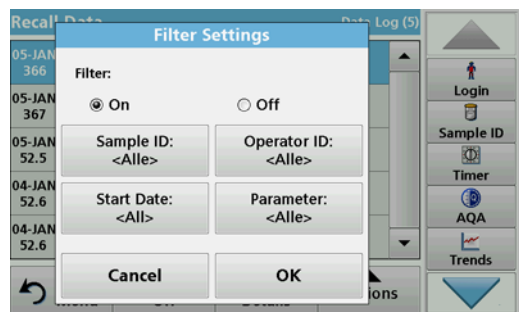 Recall Data
Data Log (5)
Filter Settings
05-JAN
366
Filter:
On
Off
05-JAN
367
Sample ID:
<Alle>
Operator ID:
<Alle>
05-JAN
52.5
04-JAN
52.6
Start Date:
<All>
Parameter:
<Alle>
04-JAN
52.6
Cancel
OK
Login
Sample ID
Timer
AQA
Trends